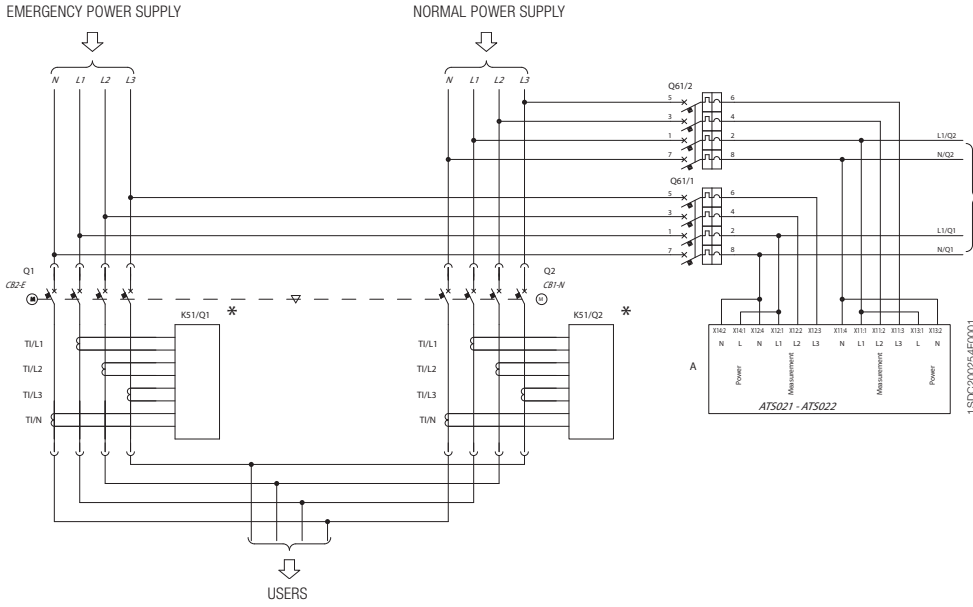 EMERGENCY POWER SUPPLY
NORMAL POWER SUPPLY
N L1 L2 L3
N L1 L2 L3
Q61/2
5 6
3 4
1 2
7 8
L1/Q2
N/Q2
Q61/1
5 6
3 4
1 2
7 8
L1/Q1
N/Q1
Q1
CB2-E
M
Q2
CB1-N
M
K51/Q1 *
K51/Q2 *
TI/L1
TI/L2
TI/L3
TI/N
TI/L1
TI/L2
TI/L3
TI/N
X14:2 X14:1 X12:4 X12:1 X12:2 X12:3 X11:4 X11:1 X11:2 X11:3 X13:1 X13:2
N L N L1 L2 L3 N L1 L2 L3 L N
A
Power
Measurement
Measurement
Power
ATS021 - ATS022
1SDC200254F0001
USERS